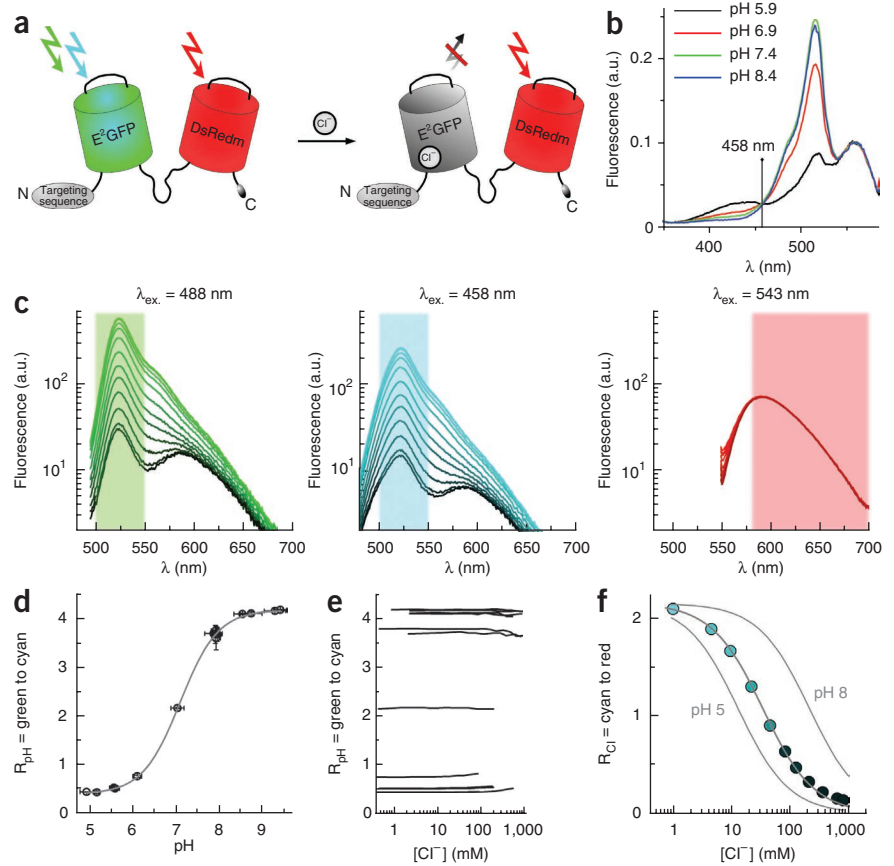 a
E²GFP
DsRedm
N
Targeting
sequence
C
Cl⁻
E²GFP
Cl⁻
DsRedm
N
Targeting
sequence
C
b
pH 5.9
pH 6.9
pH 7.4
pH 8.4
458 nm
Fluorescence (a.u.)
0.2
0.1
0
400
500
λ (nm)
c
λex. = 488 nm
Fluorescence (a.u.)
10²
10¹
500
550
600
650
700
λ (nm)
λex. = 458 nm
Fluorescence (a.u.)
10²
10¹
500
550
600
650
700
λ (nm)
λex. = 543 nm
Fluorescence (a.u.)
10²
10¹
500
550
600
650
700
λ (nm)
d
RpH = green to cyan
4
3
2
1
0
5
6
7
8
9
pH
e
RpH = green to cyan
4
3
2
1
0
1
10
100
1,000
[Cl⁻] (mM)
f
RCl = cyan to red
2
1
0
pH 5
pH 8
1
10
100
1,000
[Cl⁻] (mM)